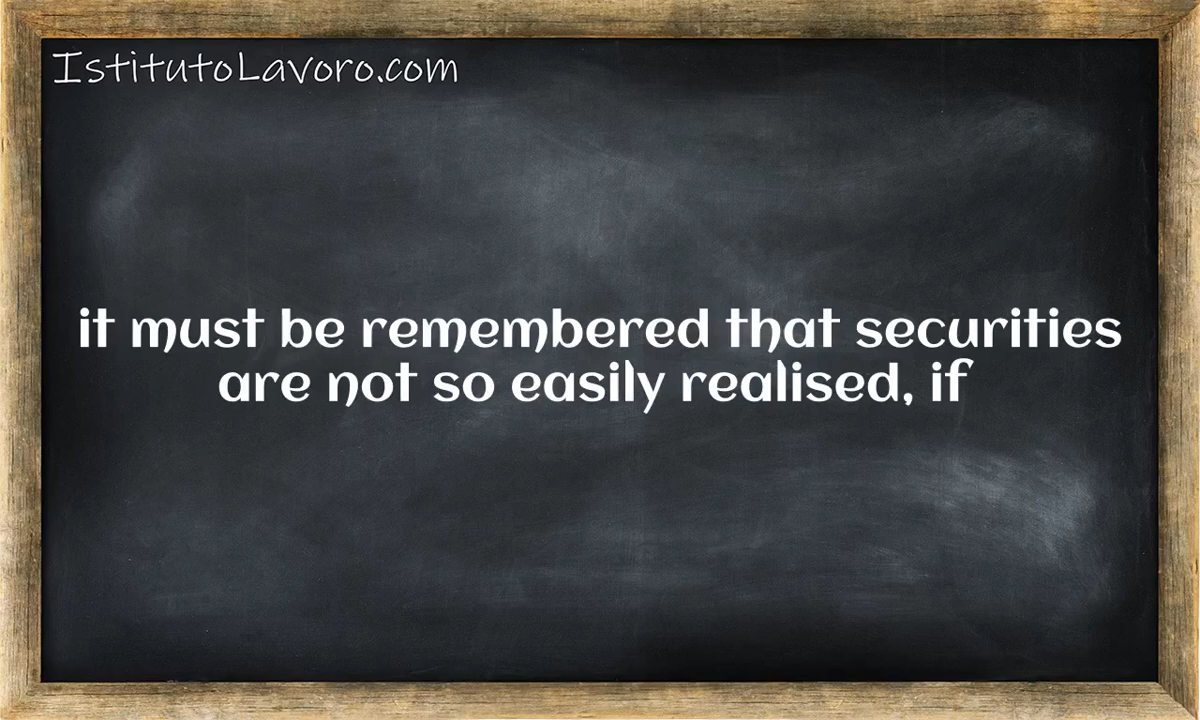 IstitutoLavoro.com
it must be remembered that securities
are not so easily realised, if